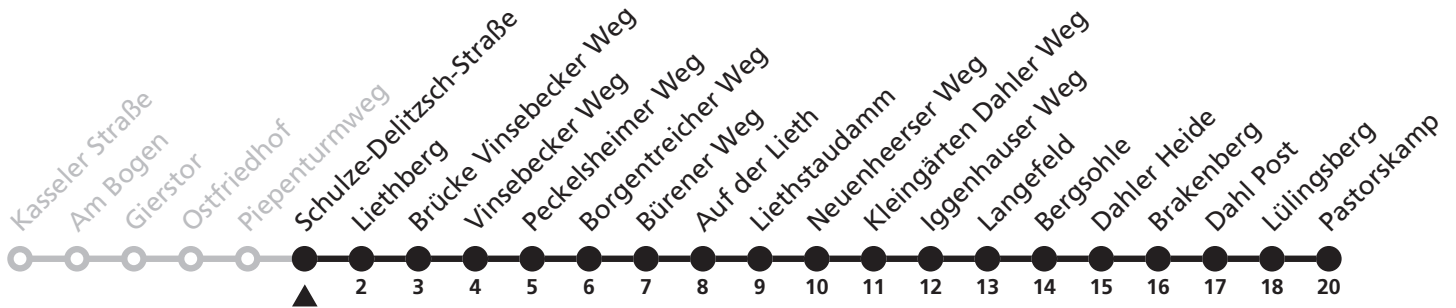 Kasseler Straße
Am Bogen
Gierstor
Ostfriedhof
Piepenturmweg
Schulze-Delitzsch-Straße
Liethberg
Brücke Vinsebecker Weg
Vinsebecker Weg
Peckelsheimer Weg
Borgentreicher Weg
Bürener Weg
Auf der Lieth
Liethstaudamm
Neuenheerser Weg
Kleingärten Dahler Weg
Iggenhauser Weg
Langefeld
Bergsohle
Dahler Heide
Brakenberg
Dahl Post
Lülingsberg
Pastorskamp
2 3 4 5 6 7 8 9 10 11 12 13 14 15 16 17 18 20